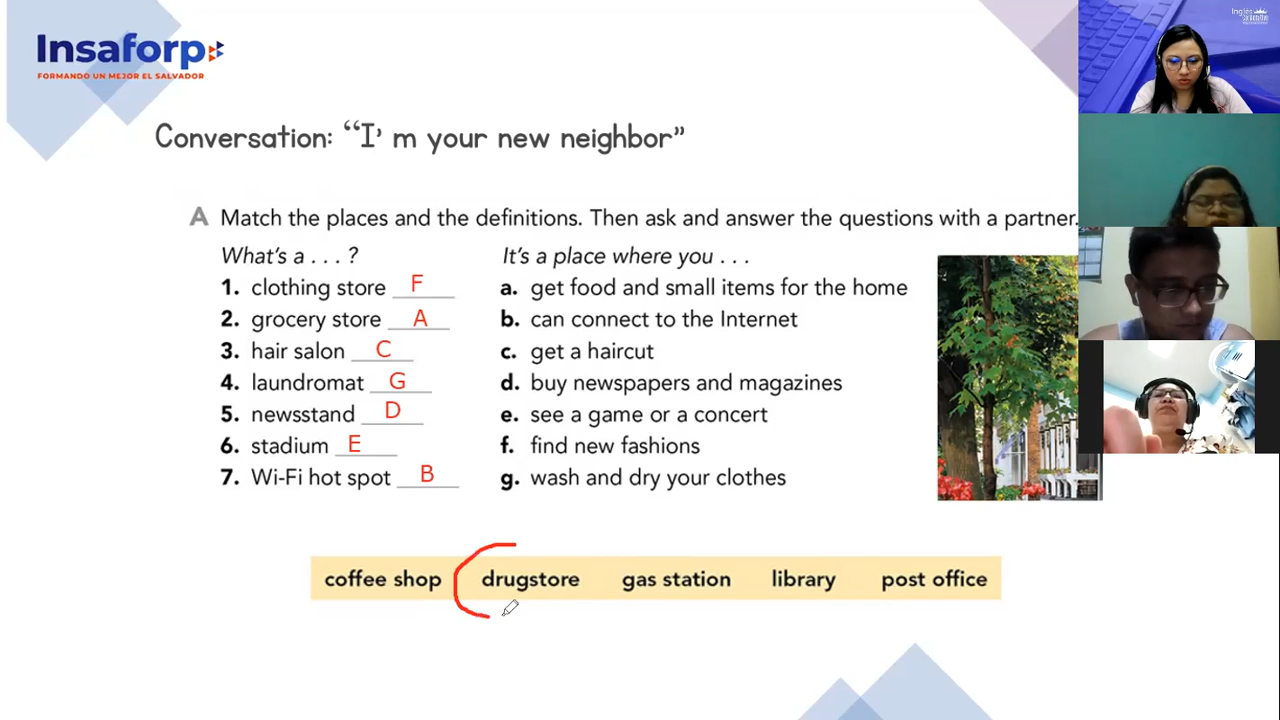 Insaforp
FORMANDO UN MEJOR EL SALVADOR
Conversation: “I’ m your new neighbor”
A Match the places and the definitions. Then ask and answer the questions with a partner.
What's a . . . ?
1. clothing store F
2. grocery store A
3. hair salon C
4. laundromat G
5. newsstand D
6. stadium E
7. Wi-Fi hot spot B
It's a place where you . . .
a. get food and small items for the home
b. can connect to the Internet
c. get a haircut
d. buy newspapers and magazines
e. see a game or a concert
f. find new fashions
g. wash and dry your clothes
coffee shop drugstore gas station library post office
Inglés